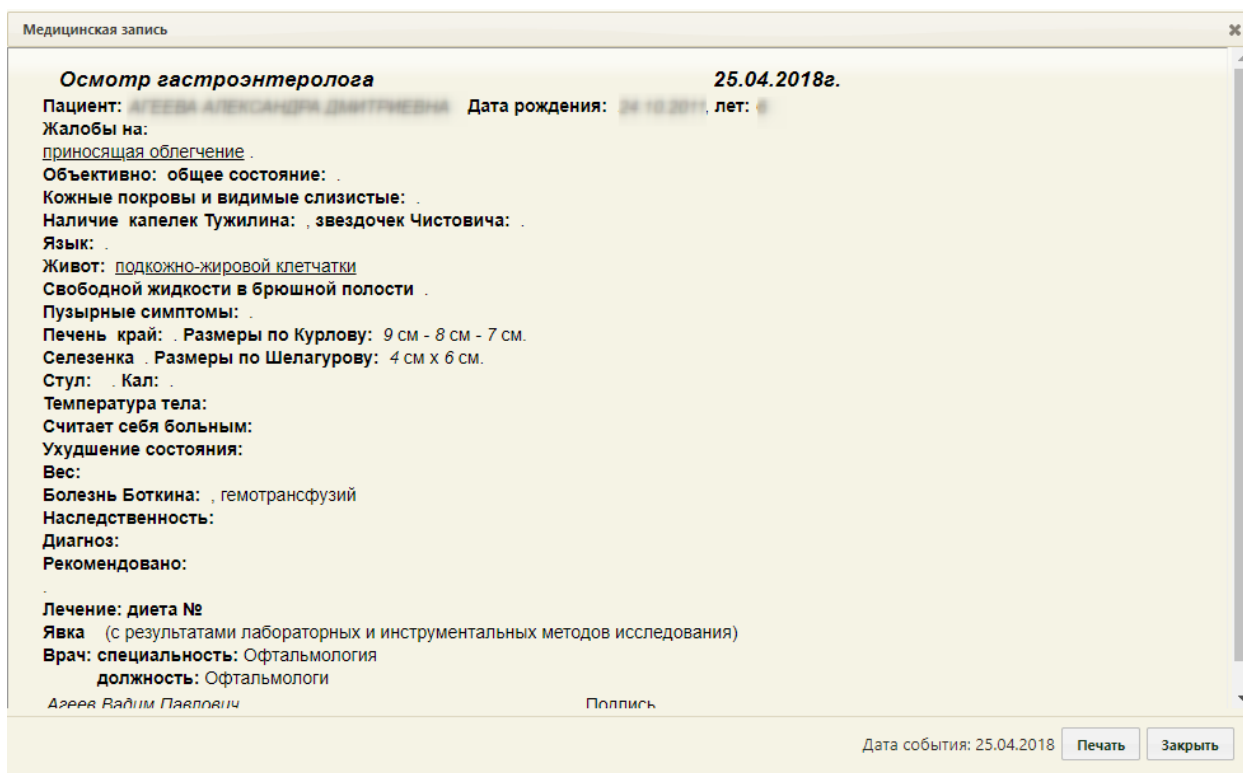 Медицинская запись
Осмотр гастроэнтеролога 25.04.2018г.
Пациент: Дата рождения: , лет:
Жалобы на:
приносящая облегчение .
Объективно: общее состояние: .
Кожные покровы и видимые слизистые: .
Наличие капелек Тужилина: , звездочек Чистовича: .
Язык: .
Живот: подкожно-жировой клетчатки
Свободной жидкости в брюшной полости .
Пузырные симптомы: .
Печень край: . Размеры по Курлову: 9 см - 8 см - 7 см.
Селезенка . Размеры по Шелагурову: 4 см x 6 см.
Стул: . Кал: .
Температура тела:
Считает себя больным:
Ухудшение состояния:
Вес:
Болезнь Боткина: , гемотрансфузий
Наследственность:
Диагноз:
Рекомендовано:
.
Лечение: диета №
Явка (с результатами лабораторных и инструментальных методов исследования)
Врач: специальность: Офтальмология
должность: Офтальмологи
Агеев Вадим Павлович Подпись
Дата события: 25.04.2018 Печать Закрыть